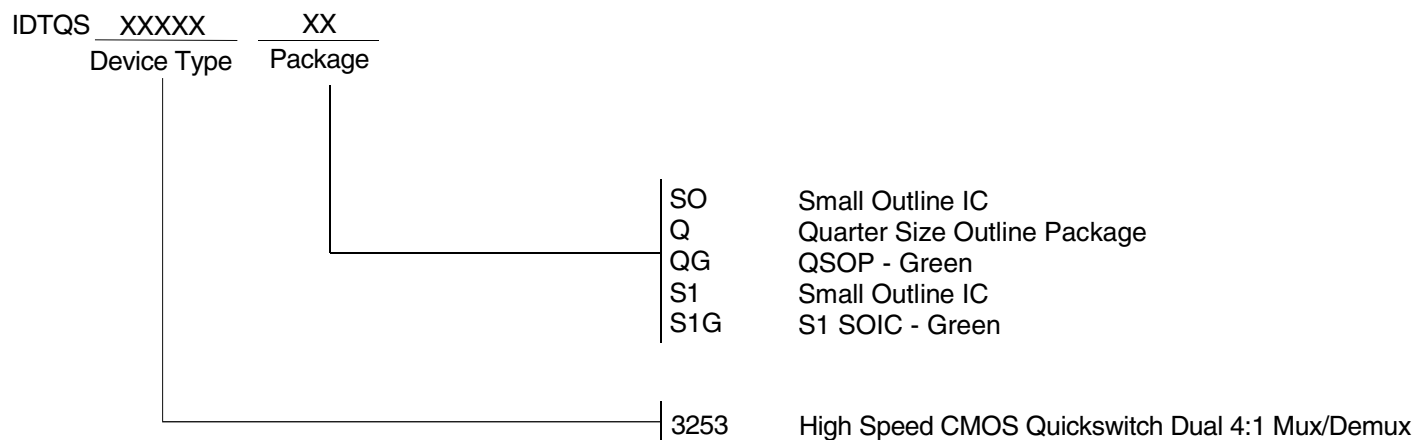 IDTQS XXXXX XX
Device Type Package
SO Small Outline IC
Q Quarter Size Outline Package
QG QSOP - Green
S1 Small Outline IC
S1G S1 SOIC - Green
3253 High Speed CMOS Quickswitch Dual 4:1 Mux/Demux